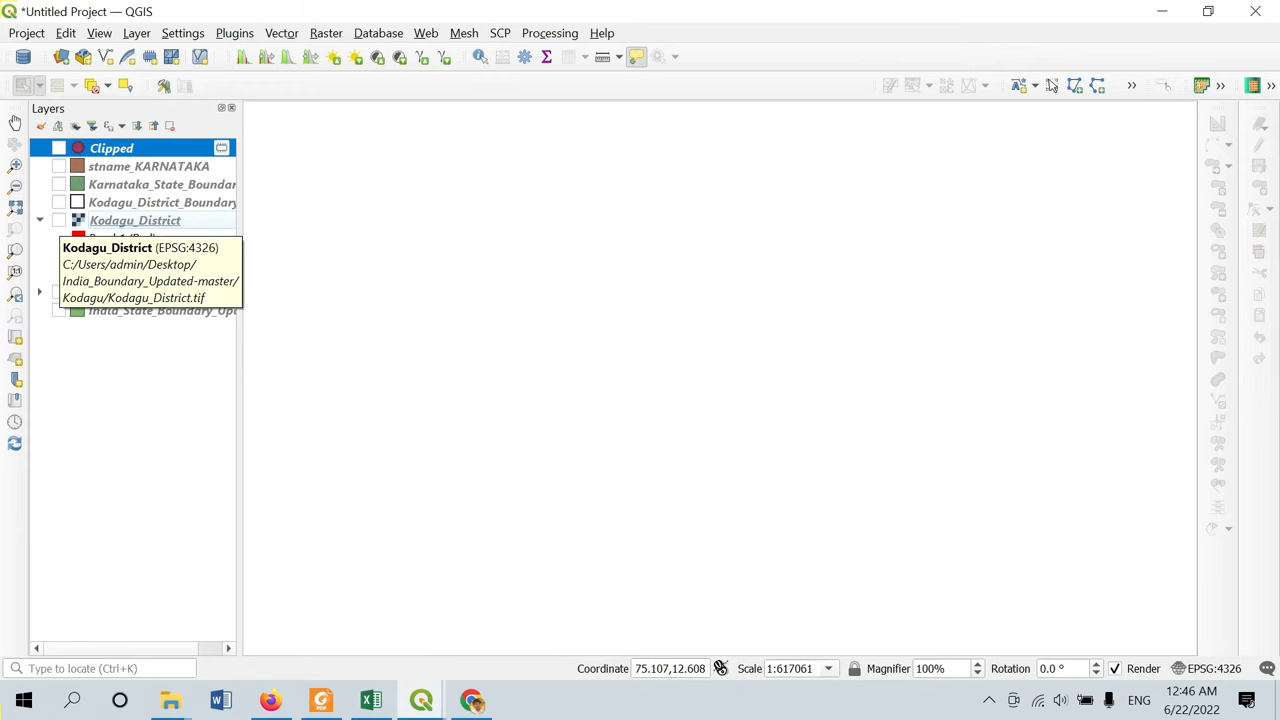 *Untitled Project — QGIS
Project Edit View Layer Settings Plugins Vector Raster Database Web Mesh SCP Processing Help
Layers
Clipped
stname_KARNATAKA
Karnataka_State_Boundar
Kodagu_District_Boundary
Kodagu_District
Kodagu_District (EPSG:4326)
C:/Users/admin/Desktop/
India_Boundary_Updated-master/
Kodagu/Kodagu_District.tif
India_State_Boundary_Upd
Type to locate (Ctrl+K) Coordinate 75.107,12.608 Scale 1:617061 Magnifier 100% Rotation 0.0 ° Render EPSG:4326
ENG
12:46 AM
6/22/2022